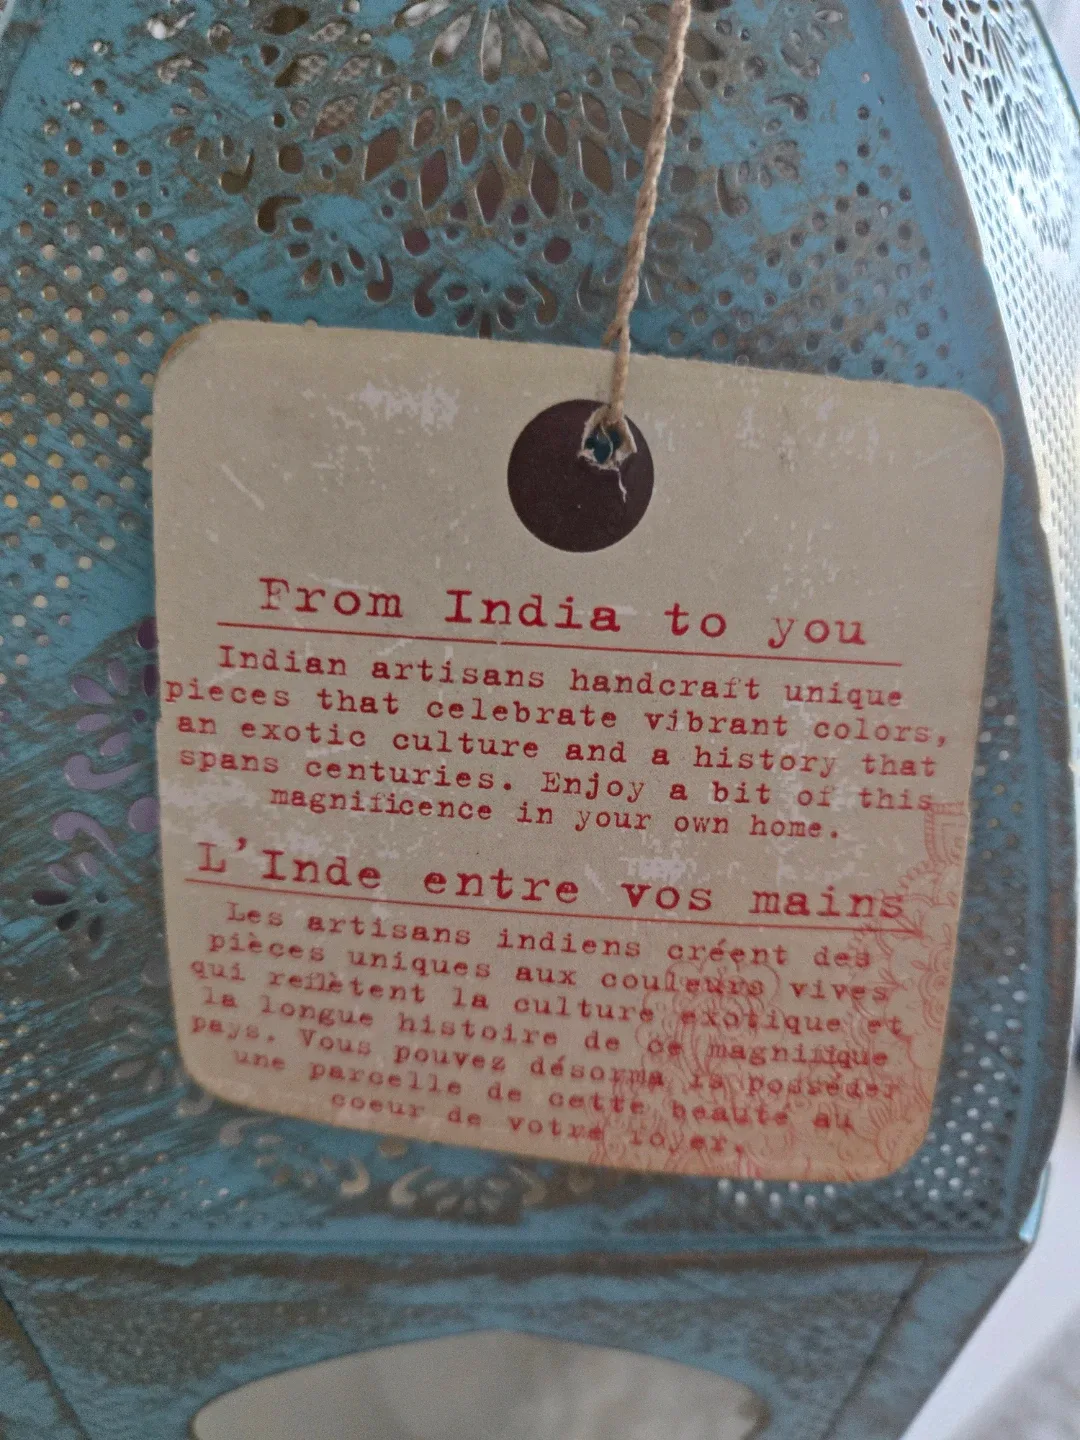 From India to you
Indian artisans handcraft unique
pieces that celebrate vibrant colors,
an exotic culture and a history that
spans centuries. Enjoy a bit of this
magnificence in your own home.
L'Inde entre vos mains
Les artisans indiens créent des
pièces uniques aux couleurs vives
qui reflètent la culture exotique et
la longue histoire de ce magnifique
pays. Vous pouvez désorma is posséder
une parcelle de cette beauté au
coeur de votre foyer.